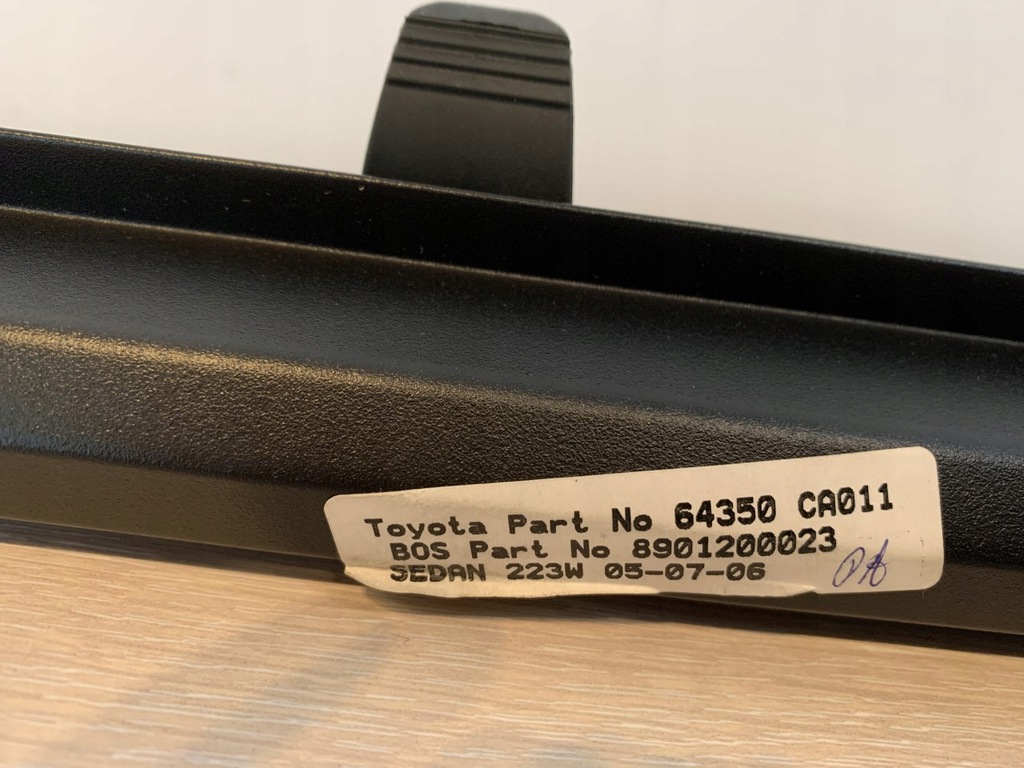 Toyota Part No 64350 CA011
BOS Part No 8901200023
SEDAN 223W 05-07-06